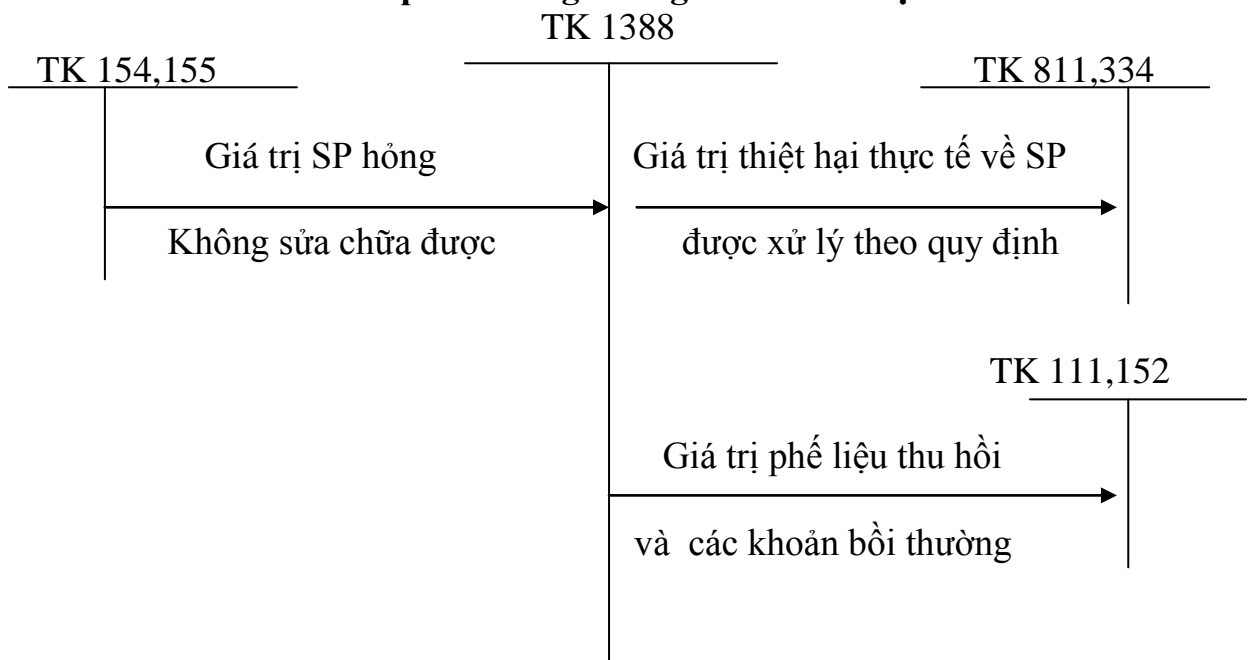 TK 1388
TK 154,155
TK 811,334
Giá trị SP hỏng
Giá trị thiệt hại thực tế về SP
Không sửa chữa được
được xử lý theo quy định
TK 111,152
Giá trị phế liệu thu hồi
và các khoản bồi thường